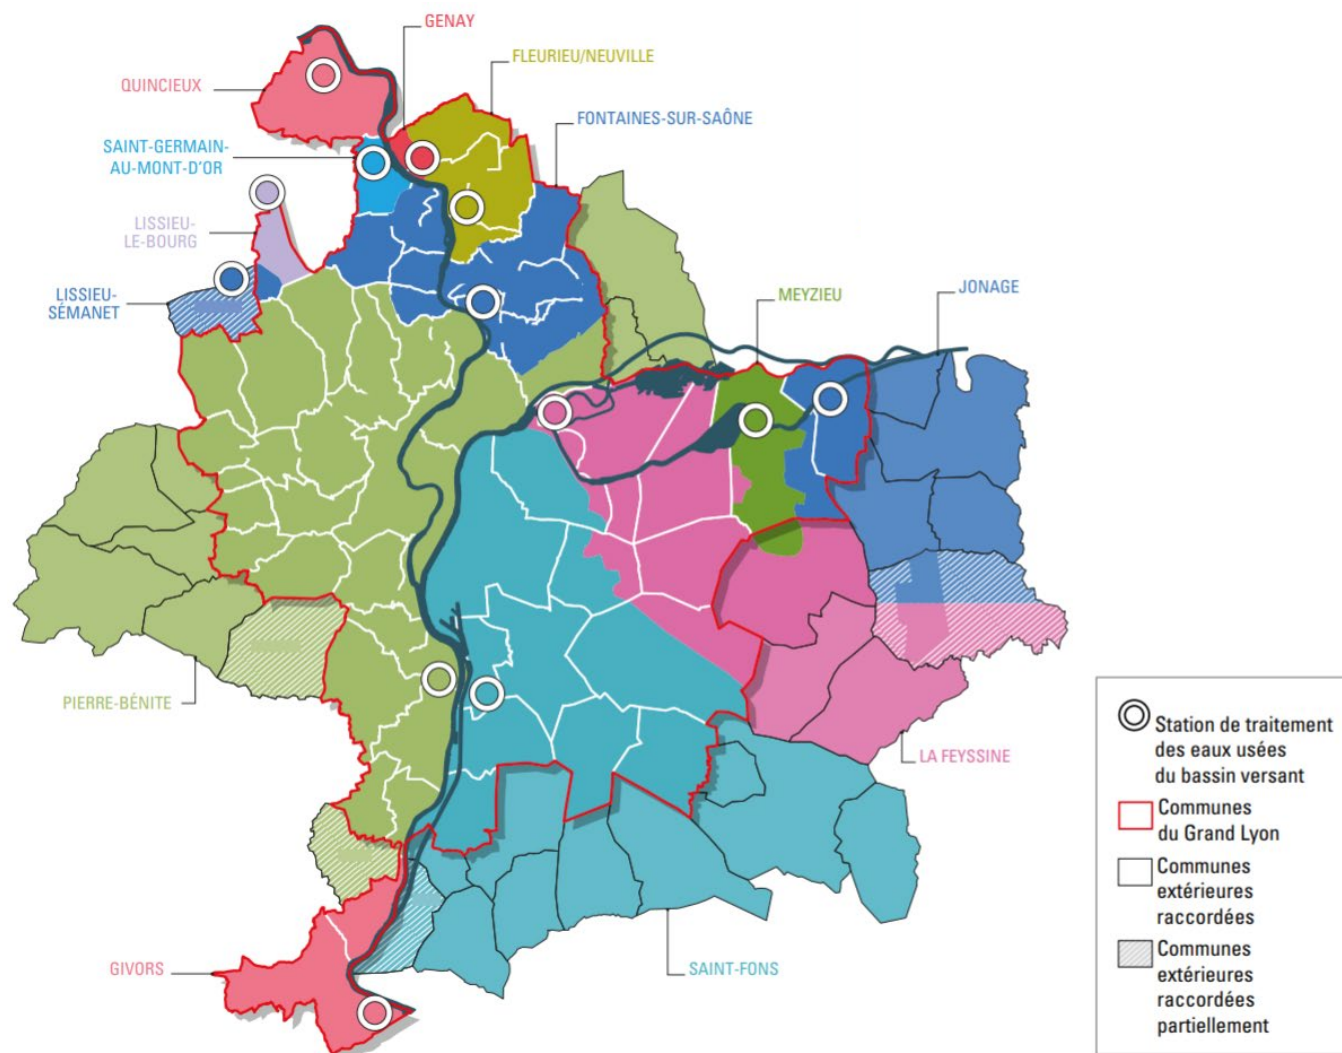 GENAY
FLEURIEU/NEUVILLE
QUINCIEUX
FONTAINES-SUR-SAÔNE
SAINT-GERMAIN-
AU-MONT-D'OR
LISSIEU-
LE-BOURG
LISSIEU-
SÉMANET
MEYZIEU
JONAGE
PIERRE-BÉNITE
LA FEYSSINE
GIVORS
SAINT-FONS
Station de traitement
des eaux usées
du bassin versant
Communes
du Grand Lyon
Communes
extérieures
raccordées
Communes
extérieures
raccordées
partiellement